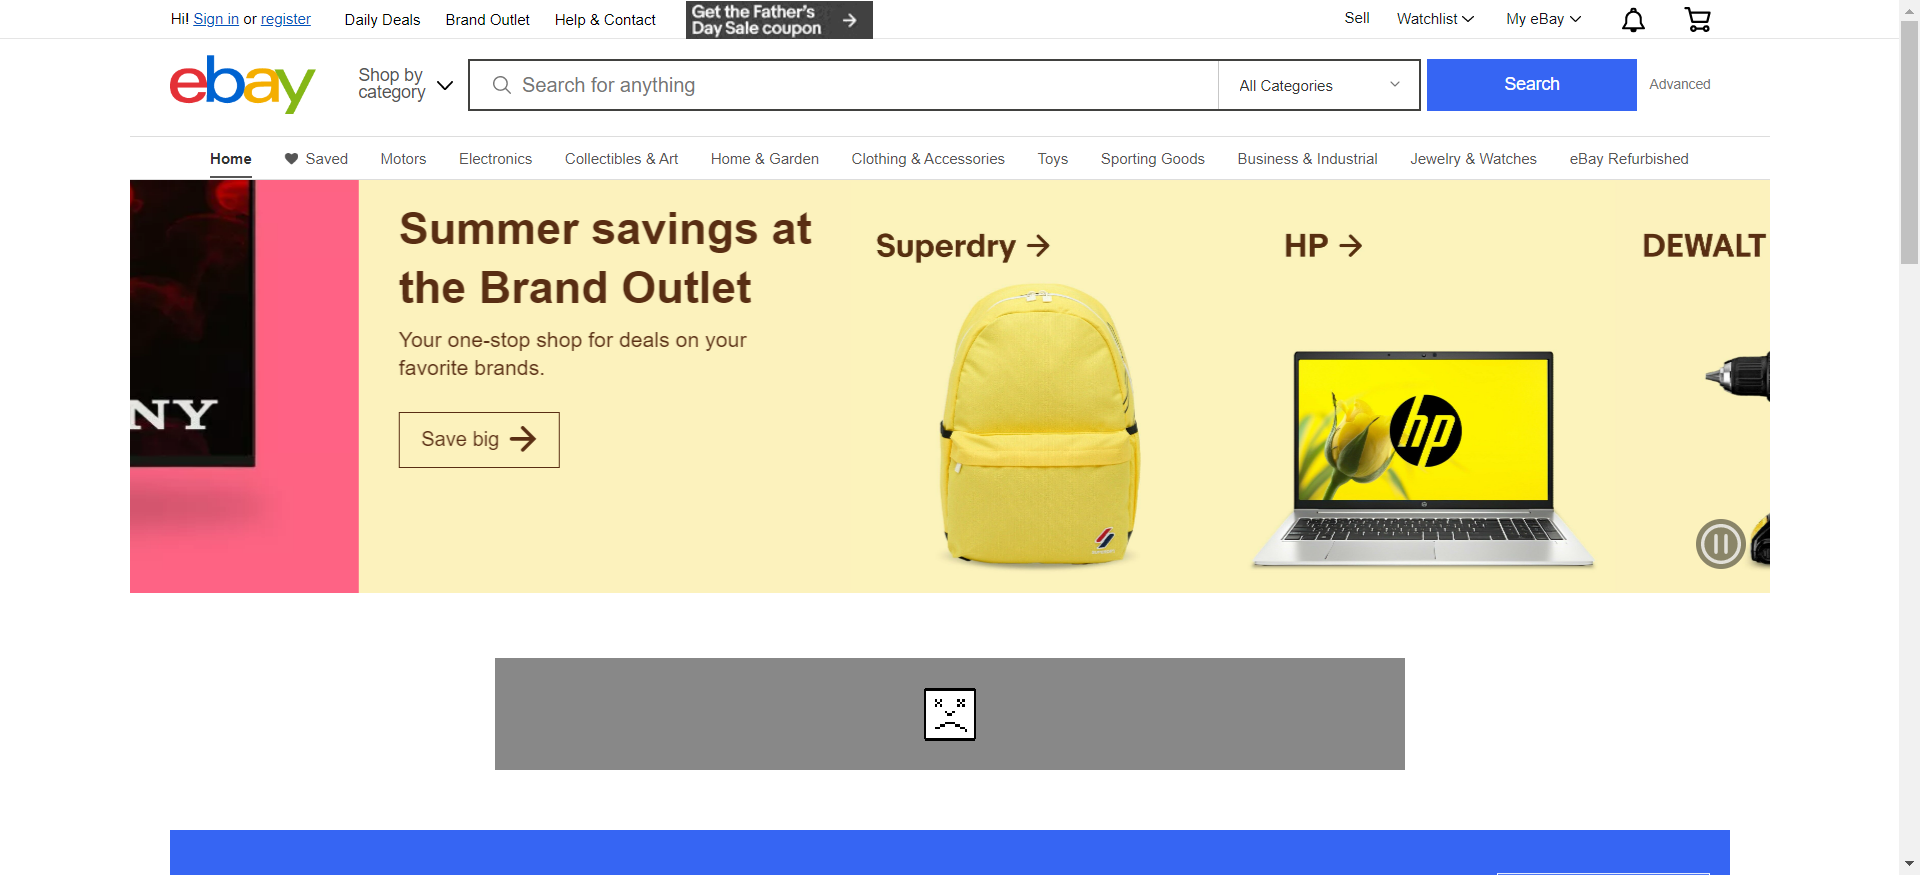 Hi! Sign in or register
Daily Deals
Brand Outlet
Help & Contact
Get the Father's
Day Sale coupon
Sell
Watchlist
My eBay
ebay
Shop by
category
Search for anything
All Categories
Search
Advanced
Home
Saved
Motors
Electronics
Collectibles & Art
Home & Garden
Clothing & Accessories
Toys
Sporting Goods
Business & Industrial
Jewelry & Watches
eBay Refurbished
NY
Summer savings at
the Brand Outlet
Your one-stop shop for deals on your
favorite brands.
Save big
Superdry
HP
DEWALT
hp